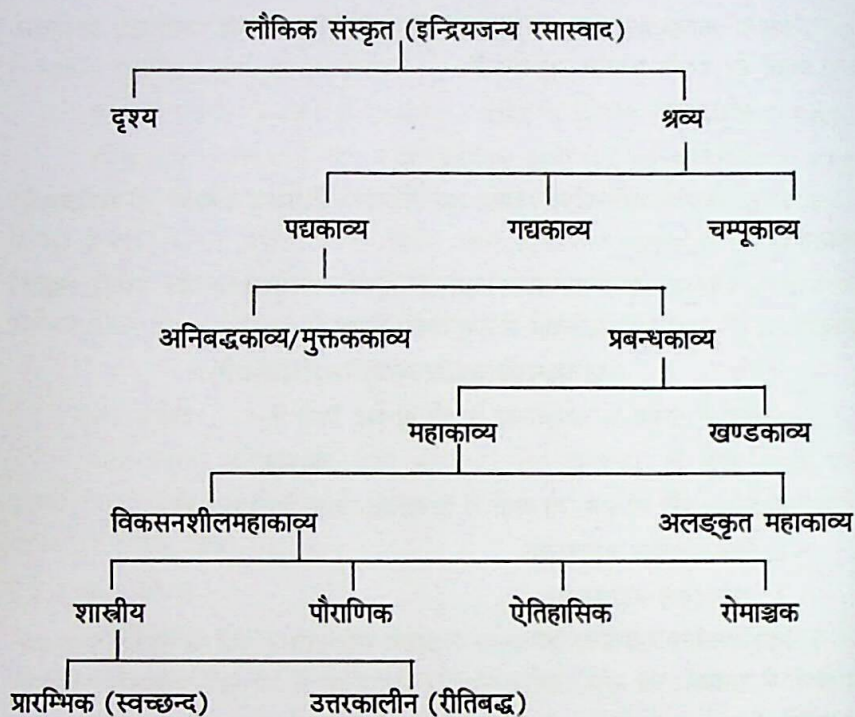 लौकिक संस्कृत (इन्द्रियजन्य रसास्वाद)
दृश्य श्रव्य
पद्यकाव्य गद्यकाव्य चम्पूकाव्य
अनिबद्धकाव्य/मुक्तककाव्य प्रबन्धकाव्य
महाकाव्य खण्डकाव्य
विकसनशीलमहाकाव्य अलङ्कृत महाकाव्य
शास्त्रीय पौराणिक ऐतिहासिक रोमाञ्चक
प्रारम्भिक (स्वच्छन्द) उत्तरकालीन (रीतिबद्ध)